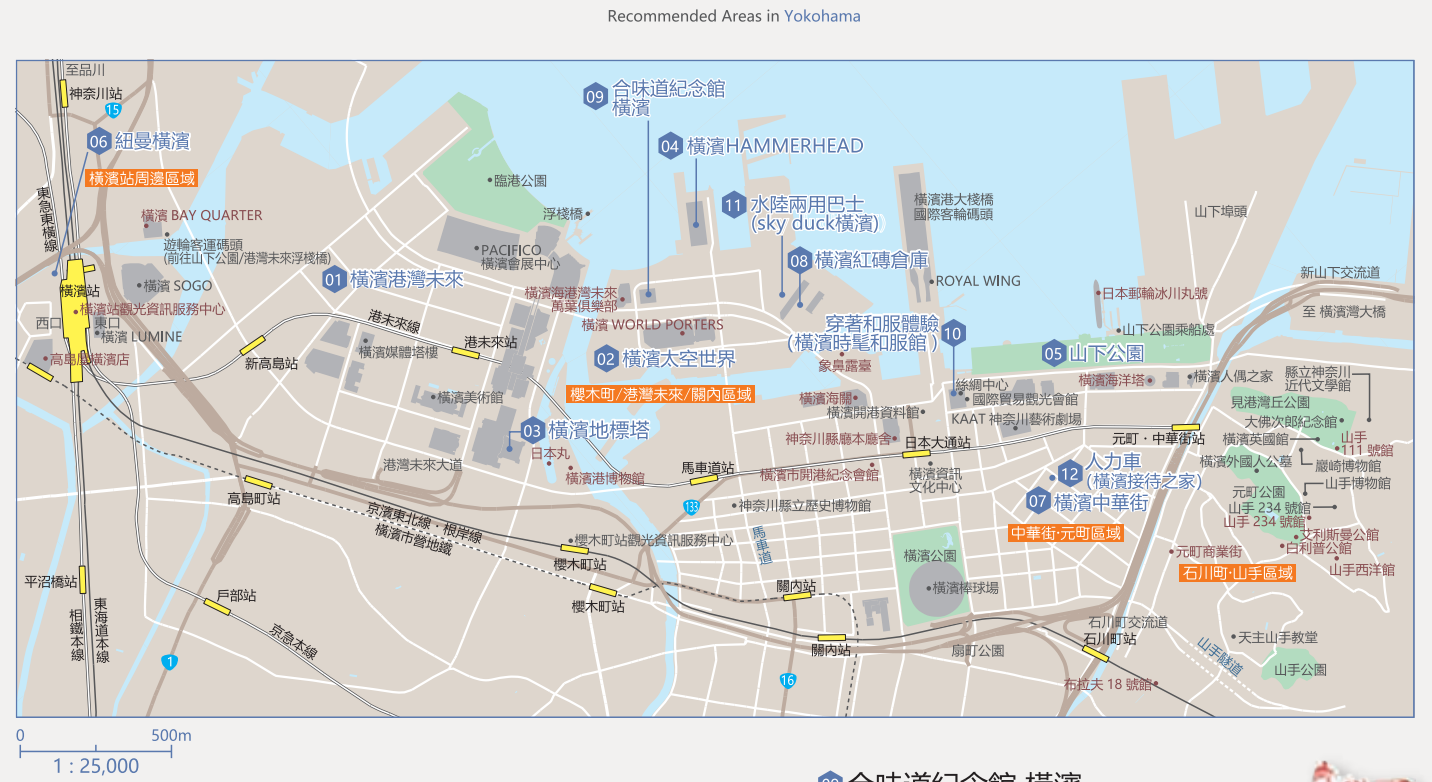 Recommended Areas in Yokohama
至品川
神奈川站
15
06 紐曼橫濱
橫濱站周邊區域
東急東橫線
橫濱 BAY QUARTER
遊輪客運碼頭
(前往山下公園/港灣未來浮棧橋)
橫濱 SOGO
橫濱站
橫濱站觀光資訊服務中心
西口
東口
橫濱 LUMINE
高島屋橫濱店
新高島站
01 橫濱港灣未來
港未來線
橫濱媒體塔樓
港未來站
橫濱美術館
港灣未來大道
高島町站
平沼橋站
相鐵本線
東海道本線
戶部站
京急本線
1
臨港公園
浮棧橋
PACIFICO
橫濱會展中心
09 合味道紀念館
橫濱
04 橫濱HAMMERHEAD
11 水陸兩用巴士
(sky duck橫濱)
08 橫濱紅磚倉庫
橫濱海港灣未來
萬葉俱樂部
橫濱 WORLD PORTERS
02 橫濱太空世界
櫻木町/港灣未來/關內區域
03 橫濱地標塔
日本丸
橫濱港博物館
京濱東北線・根岸線
橫濱市營地鐵
櫻木町站觀光資訊服務中心
櫻木町站
櫻木町站
馬車道站
133
神奈川縣立歷史博物館
馬車道
關內站
關內站
16
橫濱港大棧橋
國際客輪碼頭
ROYAL WING
穿著和服體驗
(橫濱時髦和服館)
10
象鼻露臺
橫濱海關
橫濱開港資料館
神奈川縣廳本廳舍
日本大通站
橫濱市開港紀念會館
橫濱資訊
文化中心
絲綢中心
國際貿易觀光會館
KAAT 神奈川藝術劇場
橫濱公園
橫濱棒球場
扇町公園
日本郵輪冰川丸號
山下公園乘船處
05 山下公園
橫濱海洋塔
橫濱人偶之家
山下埠頭
新山下交流道
至 橫濱灣大橋
縣立神奈川
近代文學館
見港灣丘公園
大佛次郎紀念館
元町・中華街站
橫濱英國館
山手
111 號館
橫濱外國人公墓
巖崎博物館
山手博物館
12 人力車
(橫濱接待之家)
07 橫濱中華街
中華街·元町區域
元町公園
山手 234 號館
山手 234 號館
艾利斯曼公館
白利普公館
山手西洋館
元町商業街
石川町·山手區域
石川町交流道
石川町站
山手隧道
天主山手教堂
山手公園
布拉夫 18 號館
0 500m
1 : 25,000
09 合味道紀念館 橫濱